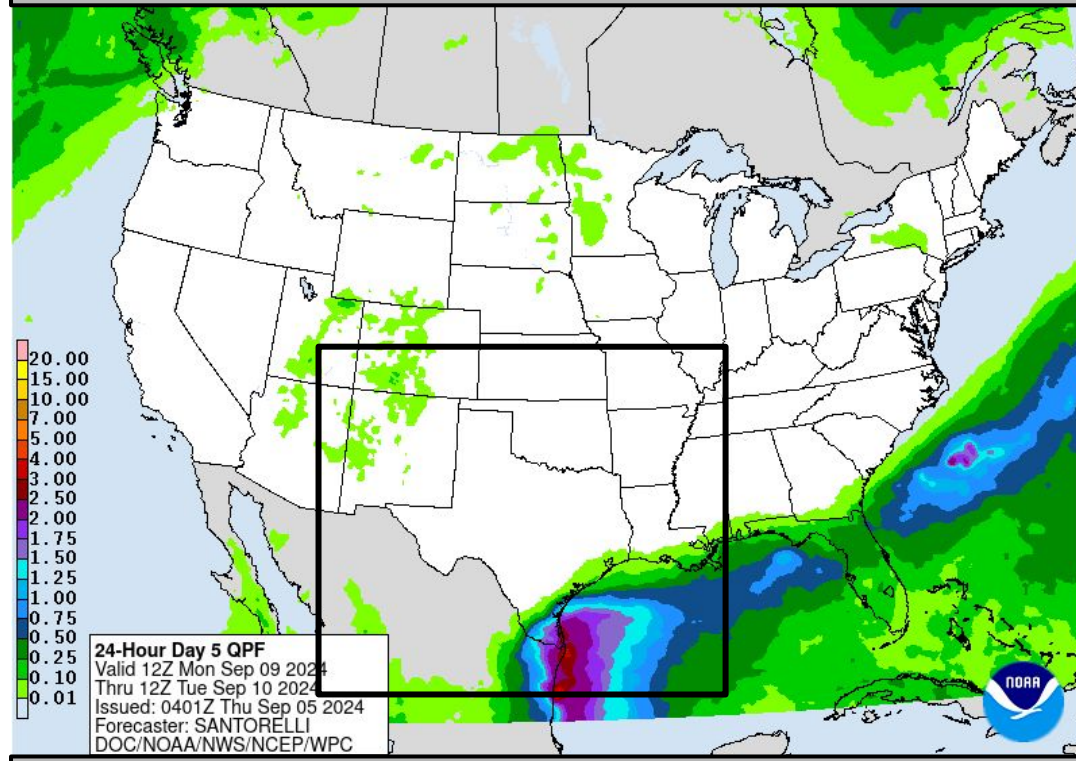 20.00
15.00
10.00
7.00
5.00
4.00
3.00
2.50
2.00
1.75
1.50
1.25
1.00
0.75
0.50
0.25
0.10
0.01
24-Hour Day 5 QPF
Valid 12Z Mon Sep 09 2024
Thru 12Z Tue Sep 10 2024
Issued: 0401Z Thu Sep 05 2024
Forecaster: SANTORELLI
DOC/NOAA/NWS/NCEP/WPC
NOAA